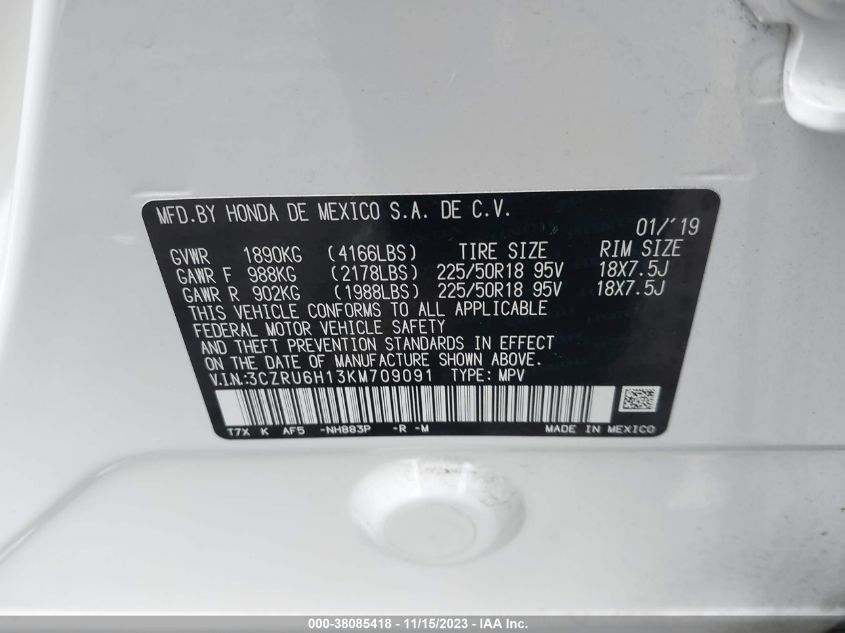 MFD.BY HONDA DE MEXICO S.A. DE C.V.
01/'19
GVWR 1890KG (4166LBS) TIRE SIZE RIM SIZE
GAWR F 988KG (2178LBS) 225/50R18 95V 18X7.5J
GAWR R 902KG (1988LBS) 225/50R18 95V 18X7.5J
THIS VEHICLE CONFORMS TO ALL APPLICABLE
FEDERAL MOTOR VEHICLE SAFETY
AND THEFT PREVENTION STANDARDS IN EFFECT
ON THE DATE OF MANUFACTURE SHOWN ABOVE.
V.I.N.:3CZRU6H13KM709091 TYPE: MPV
T7X K AF5 -NH883P -R -M MADE IN MEXICO
000-38085418 - 11/15/2023 - IAA Inc.